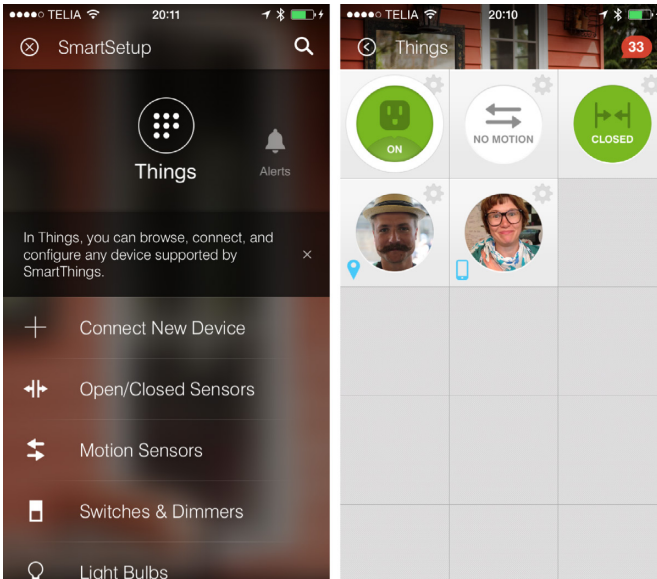 TELIA 20:11
SmartSetup
Things
Alerts
In Things, you can browse, connect, and
configure any device supported by
SmartThings.
Connect New Device
Open/Closed Sensors
Motion Sensors
Switches & Dimmers
Light Bulbs
TELIA 20:10
Things 33
ON
NO MOTION
CLOSED